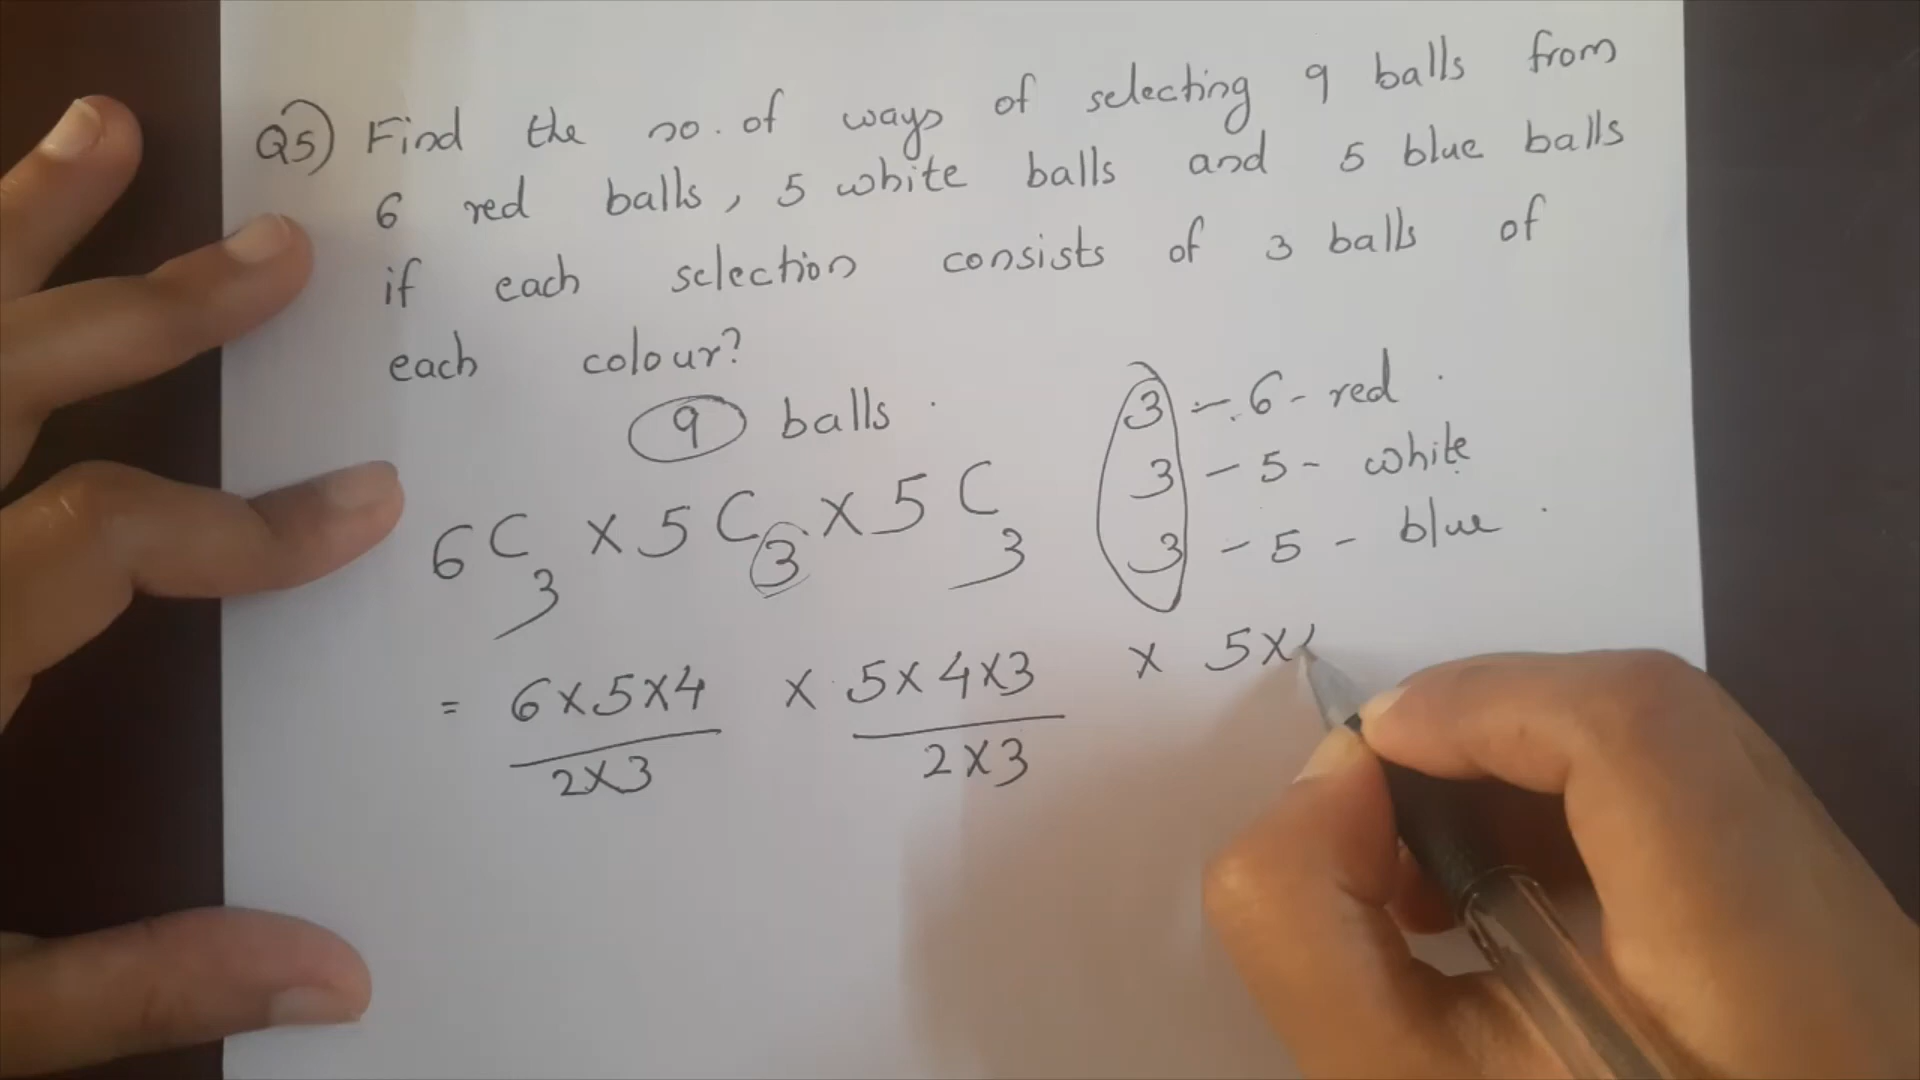 Q5) Find the no. of ways of selecting 9 balls from
6 red balls, 5 white balls and 5 blue balls
if each selection consists of 3 balls of
each colour?
9 balls.
3 - 6 - red.
3 - 5 - white
3 - 5 - blue.
6C3 x 5C3 x 5C3
= 6x5x4 x 5x4x3 x 5x
2x3 2x3